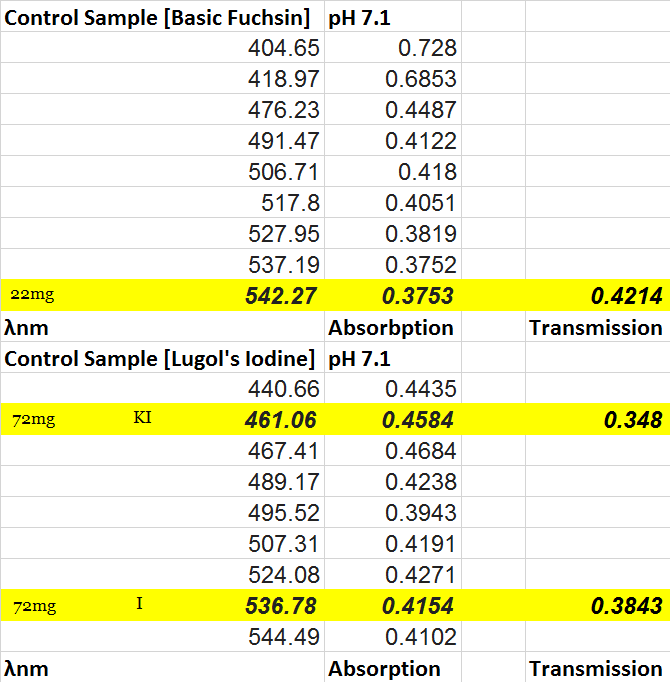 Control Sample [Basic Fuchsin] pH 7.1
404.65 0.728
418.97 0.6853
476.23 0.4487
491.47 0.4122
506.71 0.418
517.8 0.4051
527.95 0.3819
537.19 0.3752
22mg 542.27 0.3753 0.4214
λnm Absorbption Transmission
Control Sample [Lugol's Iodine] pH 7.1
440.66 0.4435
72mg KI 461.06 0.4584 0.348
467.41 0.4684
489.17 0.4238
495.52 0.3943
507.31 0.4191
524.08 0.4271
72mg I 536.78 0.4154 0.3843
544.49 0.4102
λnm Absorption Transmission